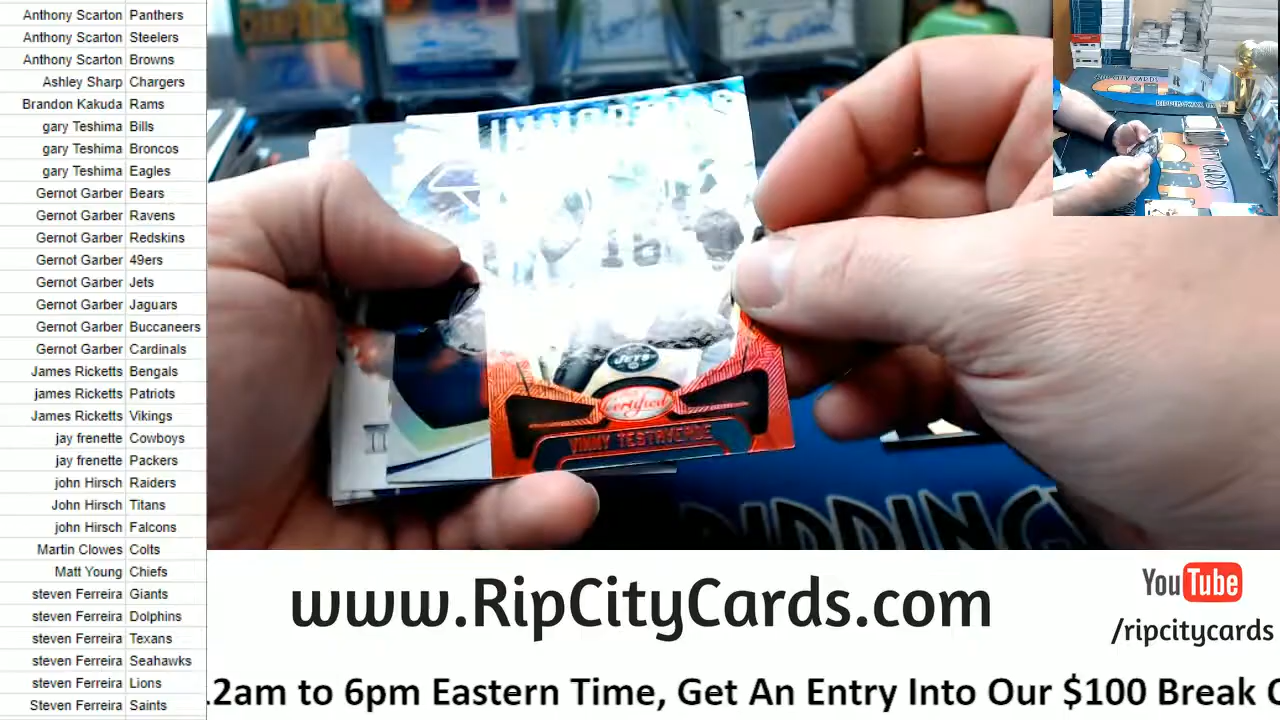 Anthony Scarton Panthers
Anthony Scarton Steelers
Anthony Scarton Browns
Ashley Sharp Chargers
Brandon Kakuda Rams
gary Teshima Bills
gary Teshima Broncos
gary Teshima Eagles
Gernot Garber Bears
Gernot Garber Ravens
Gernot Garber Redskins
Gernot Garber 49ers
Gernot Garber Jets
Gernot Garber Jaguars
Gernot Garber Buccaneers
Gernot Garber Cardinals
James Ricketts Bengals
james Ricketts Patriots
James Ricketts Vikings
jay frenette Cowboys
jay frenette Packers
john Hirsch Raiders
John Hirsch Titans
john Hirsch Falcons
Martin Clowes Colts
Matt Young Chiefs
steven Ferreira Giants
steven Ferreira Dolphins
steven Ferreira Texans
steven Ferreira Seahawks
steven Ferreira Lions
Steven Ferreira Saints
IMMORTALS
16
JETS
Certified
VINNY TESTAVERDE
RIP CITY CARDS
www.RipCityCards.com
YouTube
/ripcitycards
2am to 6pm Eastern Time, Get An Entry Into Our $100 Break